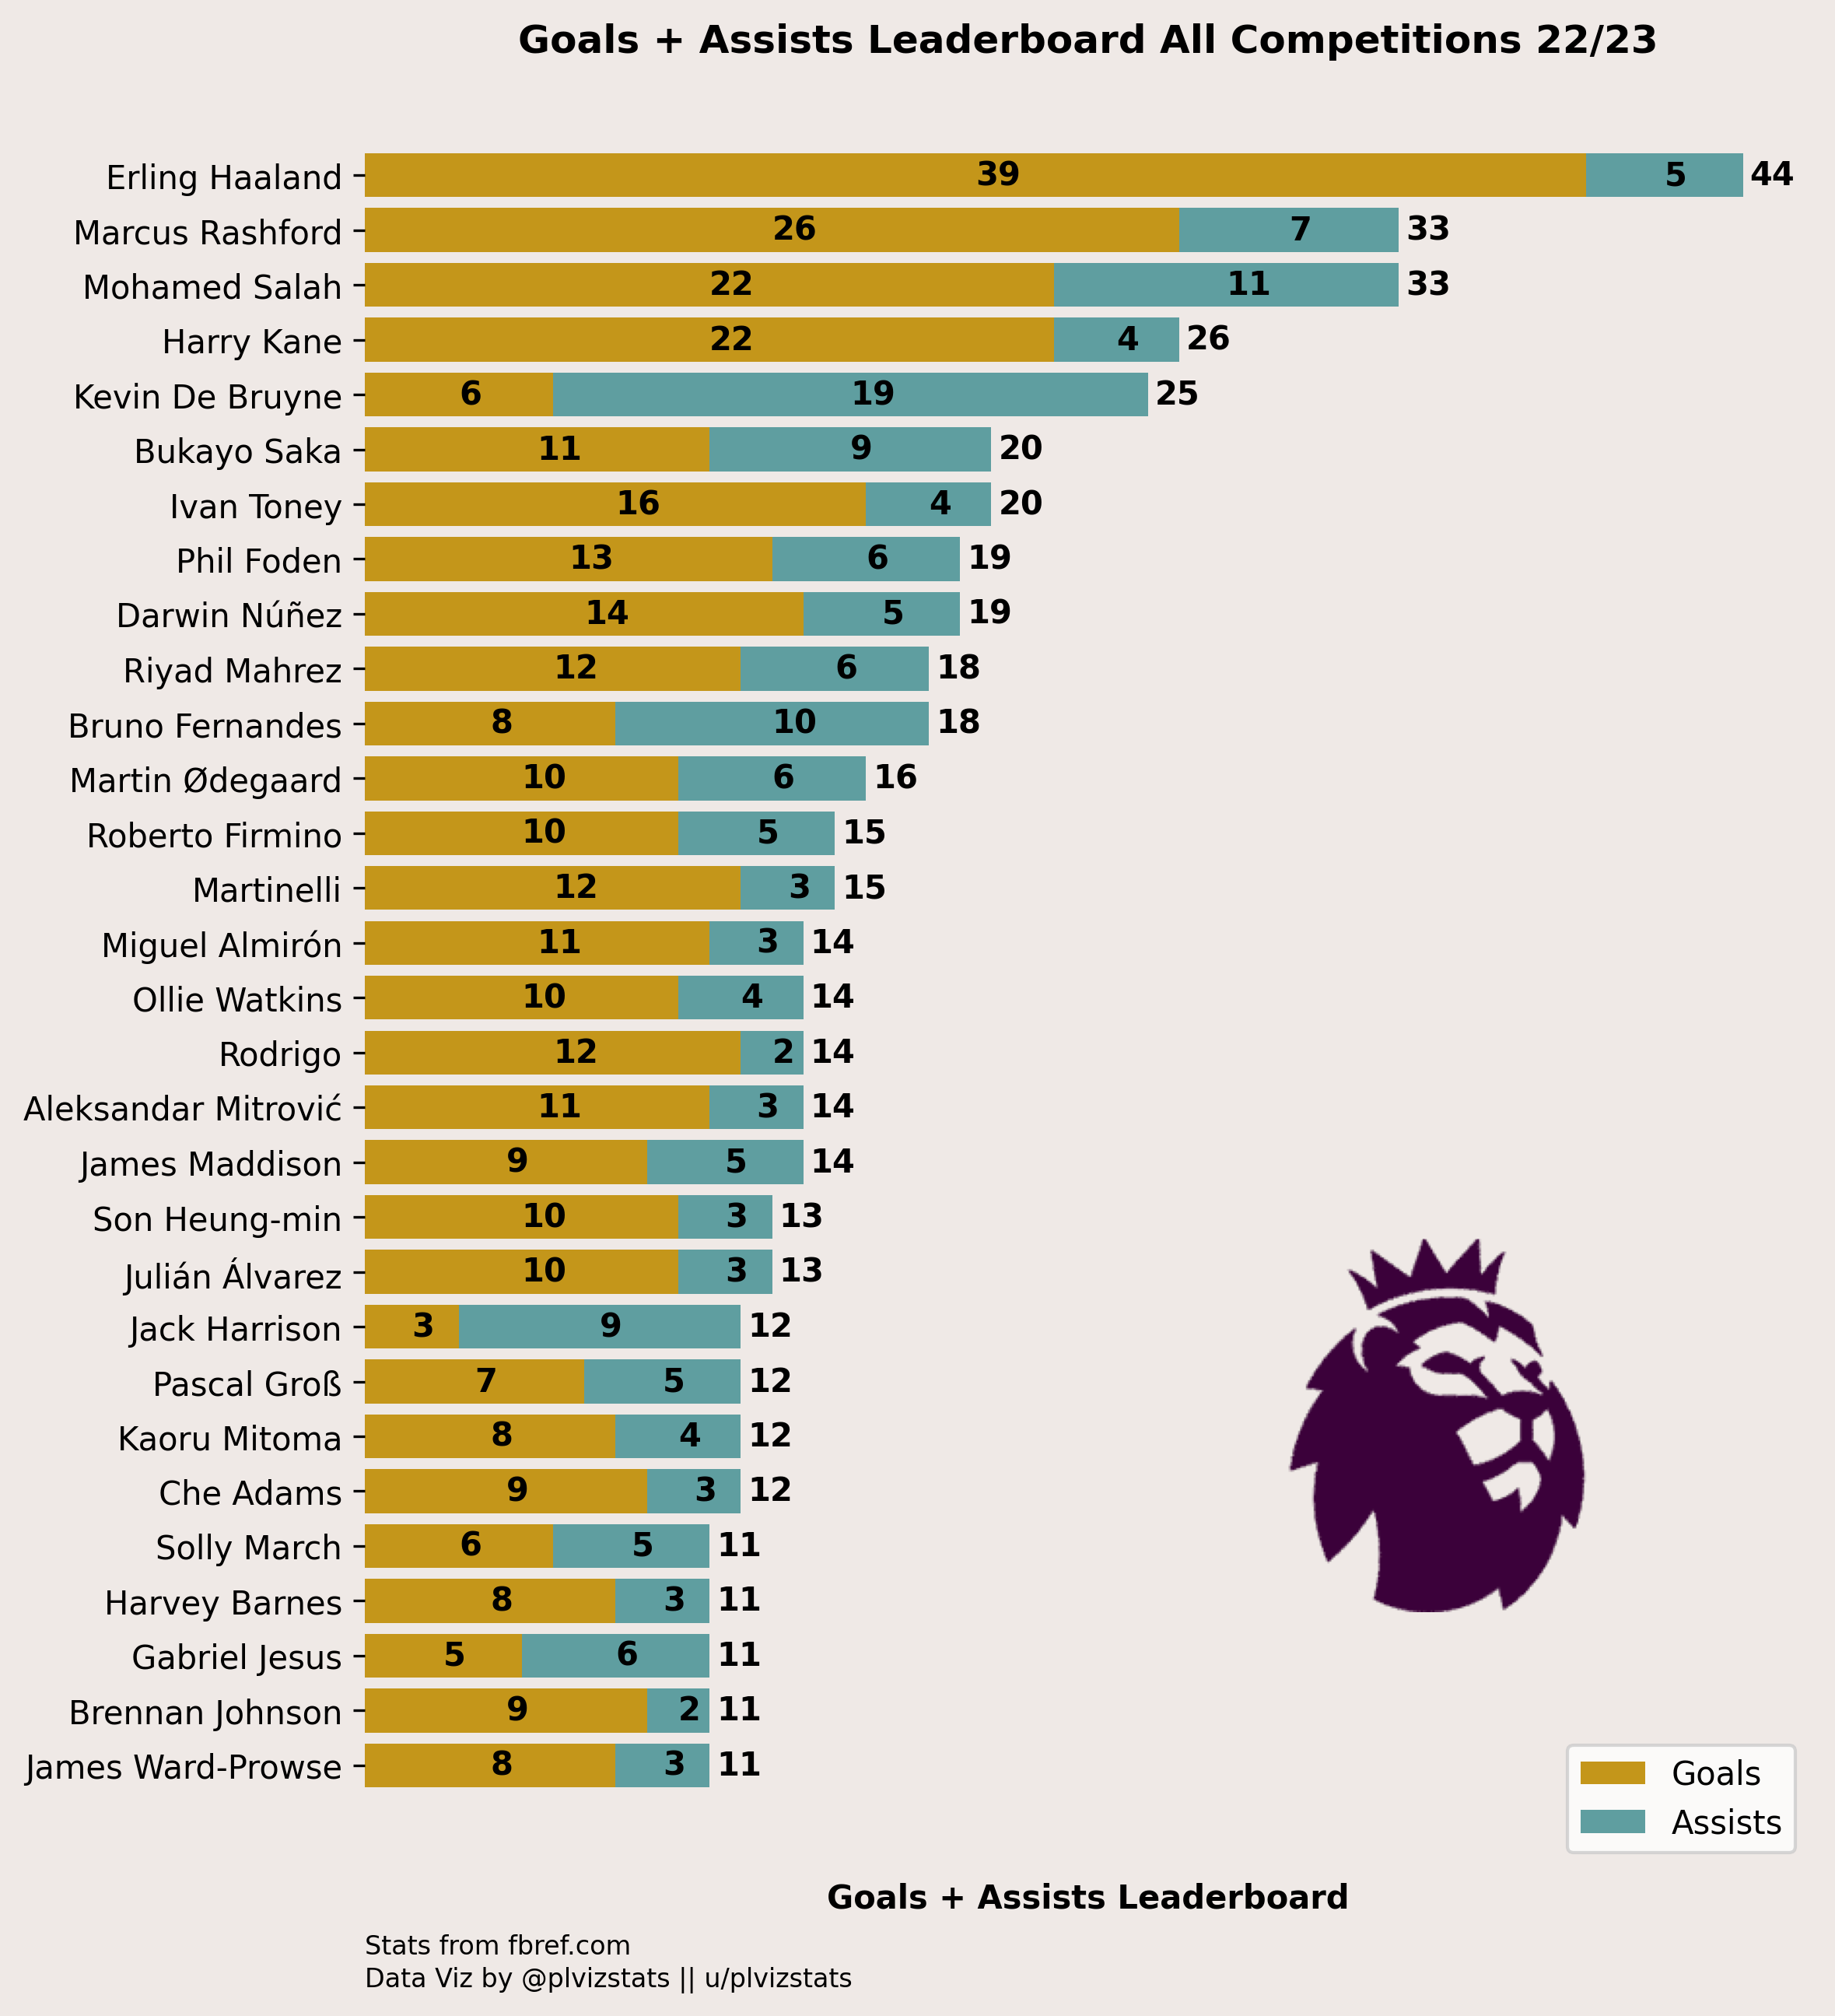 Goals + Assists Leaderboard All Competitions 22/23
Erling Haaland 39 5 44
Marcus Rashford 26 7 33
Mohamed Salah 22 11 33
Harry Kane 22 4 26
Kevin De Bruyne 6 19 25
Bukayo Saka 11 9 20
Ivan Toney 16 4 20
Phil Foden 13 6 19
Darwin Núñez 14 5 19
Riyad Mahrez 12 6 18
Bruno Fernandes 8 10 18
Martin Ødegaard 10 6 16
Roberto Firmino 10 5 15
Martinelli 12 3 15
Miguel Almirón 11 3 14
Ollie Watkins 10 4 14
Rodrigo 12 2 14
Aleksandar Mitrović 11 3 14
James Maddison 9 5 14
Son Heung-min 10 3 13
Julián Álvarez 10 3 13
Jack Harrison 3 9 12
Pascal Groß 7 5 12
Kaoru Mitoma 8 4 12
Che Adams 9 3 12
Solly March 6 5 11
Harvey Barnes 8 3 11
Gabriel Jesus 5 6 11
Brennan Johnson 9 2 11
James Ward-Prowse 8 3 11
Goals
Assists
Goals + Assists Leaderboard
Stats from fbref.com
Data Viz by @plvizstats || u/plvizstats